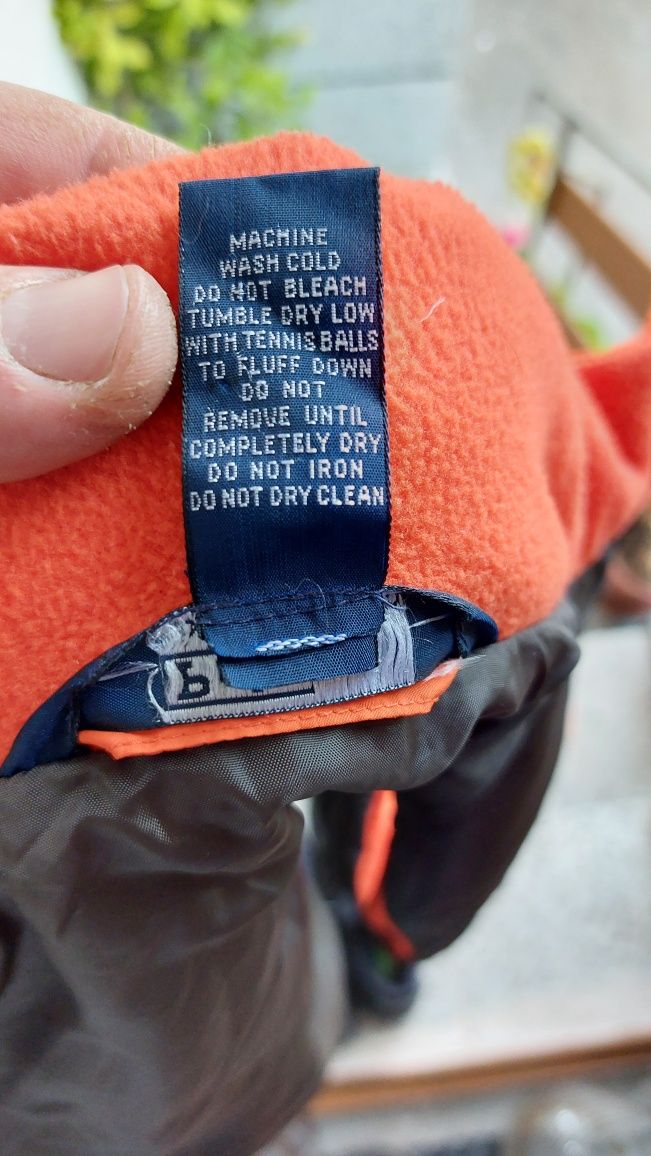 MACHINE
WASH COLD
DO NOT BLEACH
TUMBLE DRY LOW
WITH TENNIS BALLS
TO FLUFF DOWN
DO NOT
REMOVE UNTIL
COMPLETELY DRY
DO NOT IRON
DO NOT DRY CLEAN